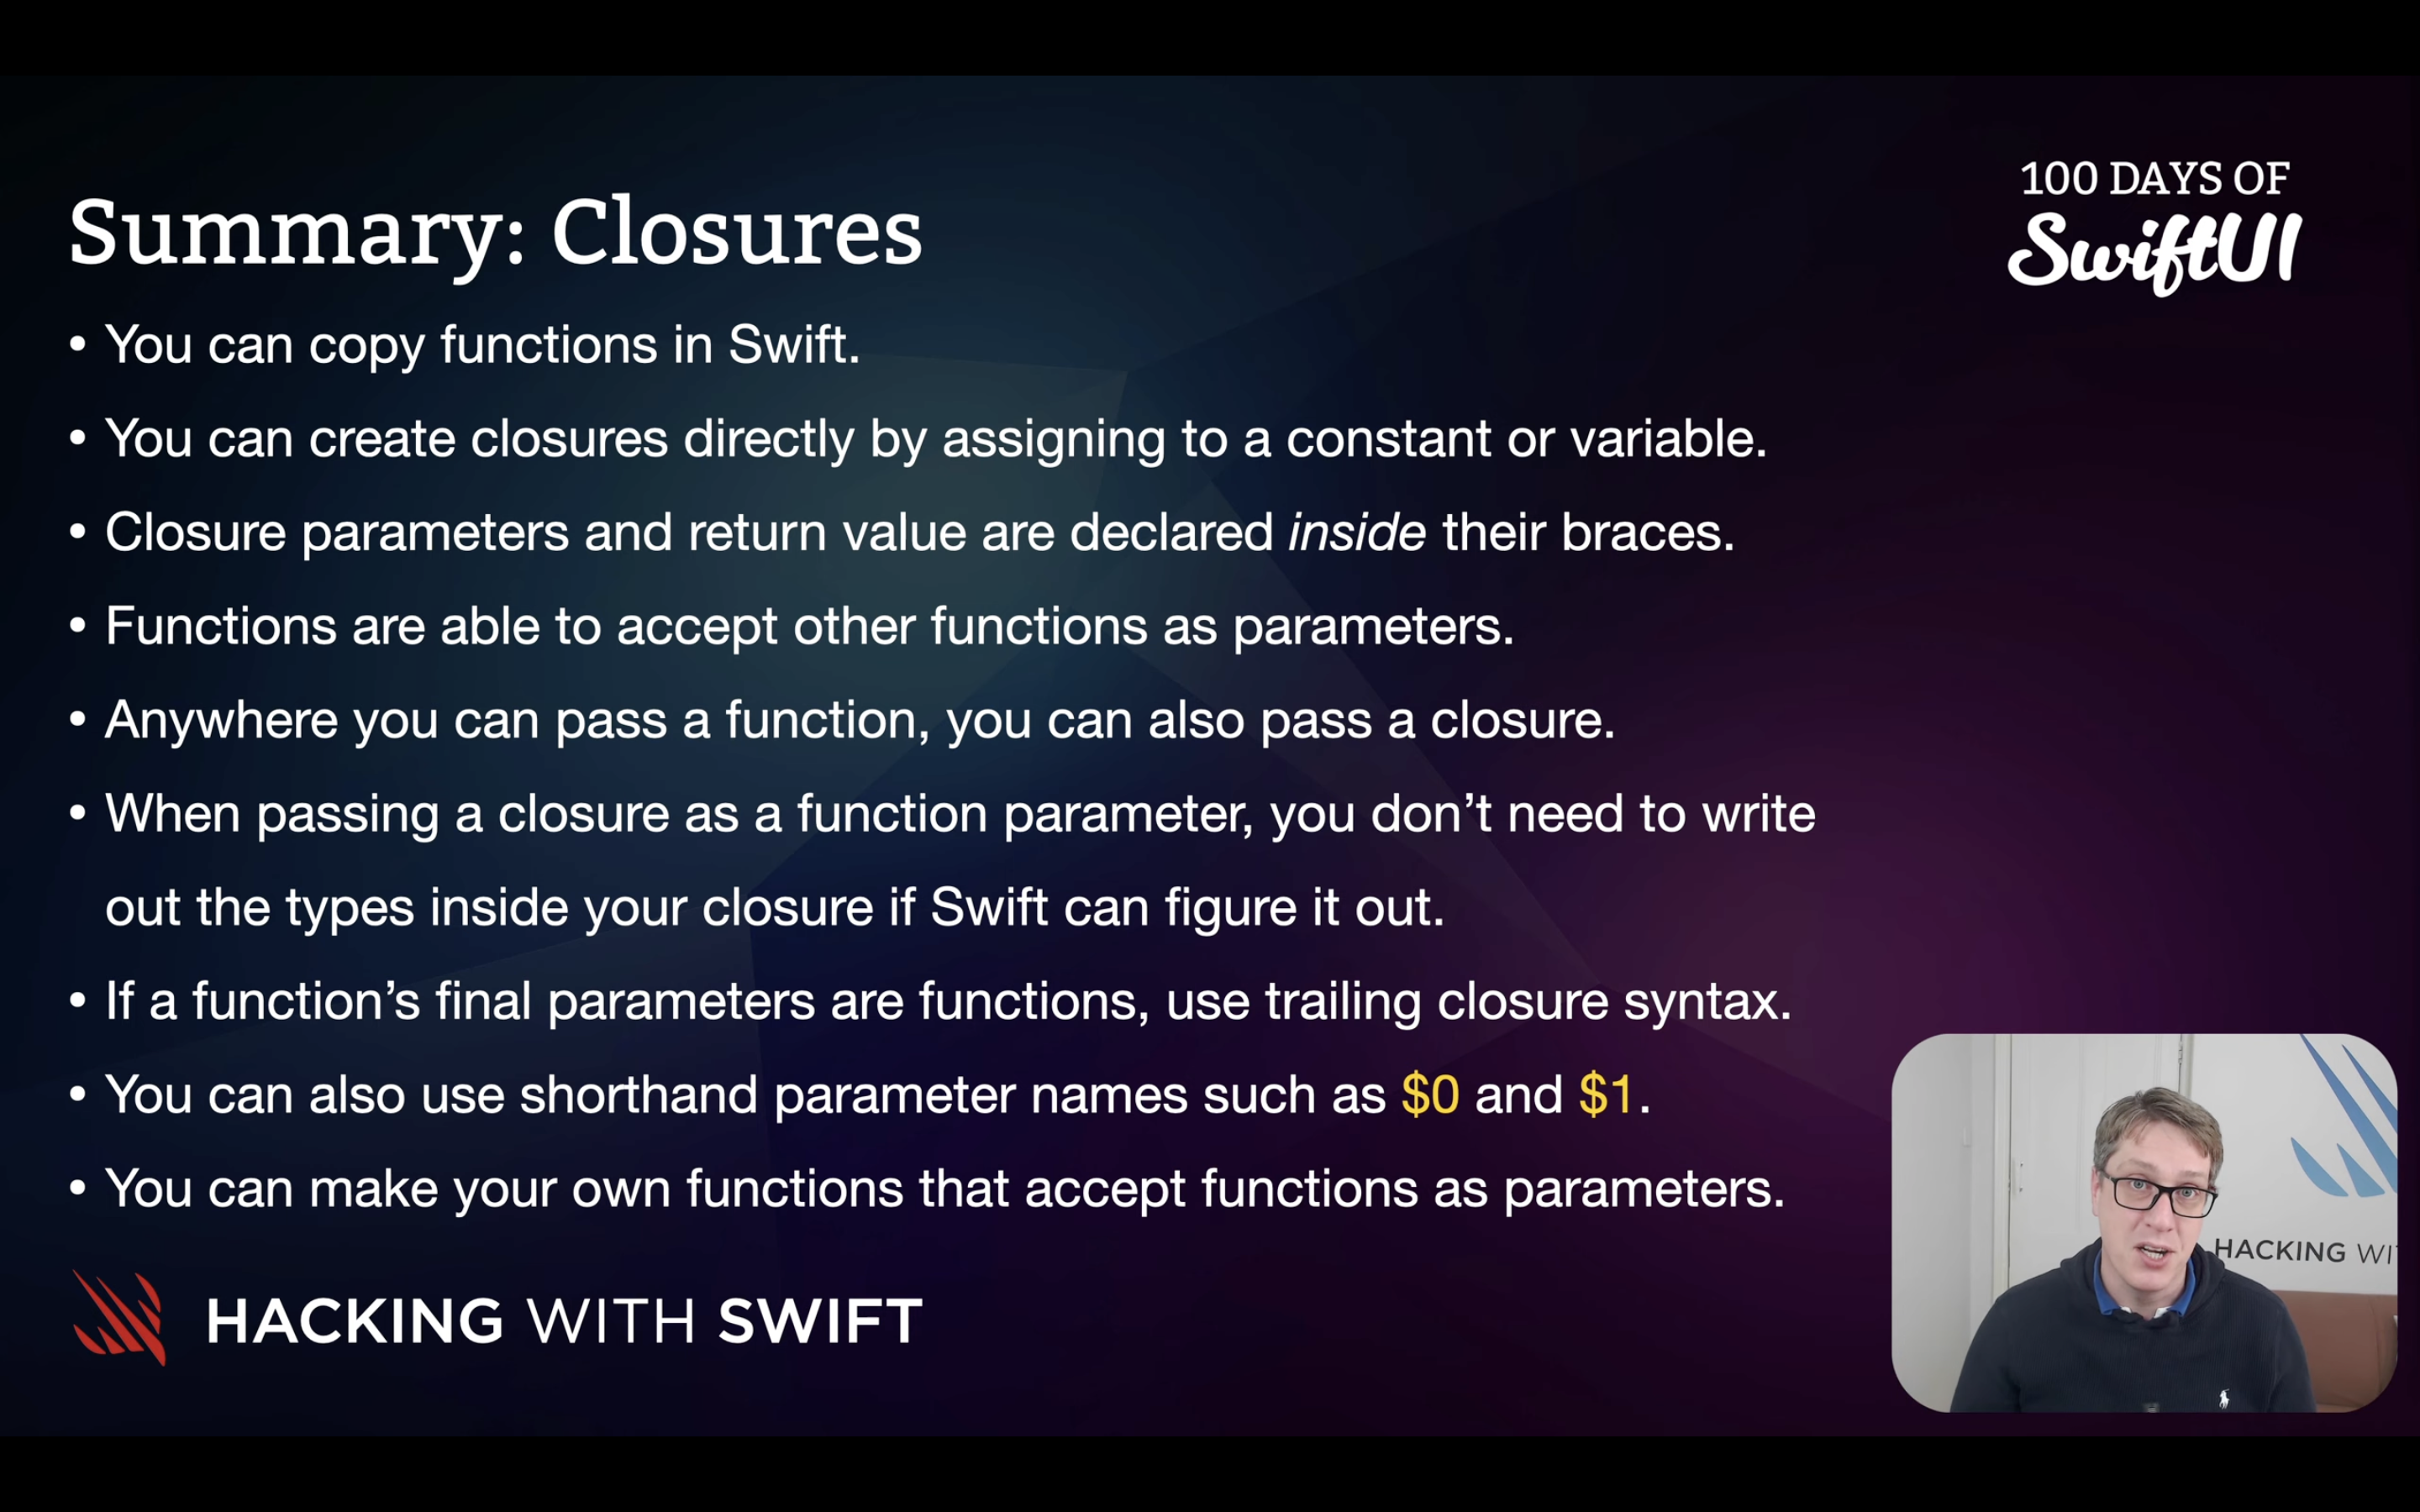 100 DAYS OF
SwiftUI
Summary: Closures
• You can copy functions in Swift.
• You can create closures directly by assigning to a constant or variable.
• Closure parameters and return value are declared inside their braces.
• Functions are able to accept other functions as parameters.
• Anywhere you can pass a function, you can also pass a closure.
• When passing a closure as a function parameter, you don’t need to write
out the types inside your closure if Swift can figure it out.
• If a function’s final parameters are functions, use trailing closure syntax.
• You can also use shorthand parameter names such as $0 and $1.
• You can make your own functions that accept functions as parameters.
HACKING WITH SWIFT
HACKING WI